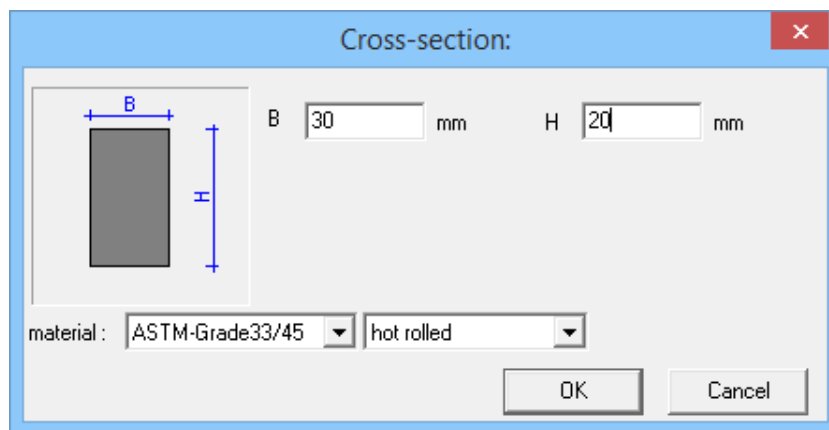 Cross-section:
B
H
B 30 mm H 20 mm
material : ASTM-Grade33/45 hot rolled
OK Cancel